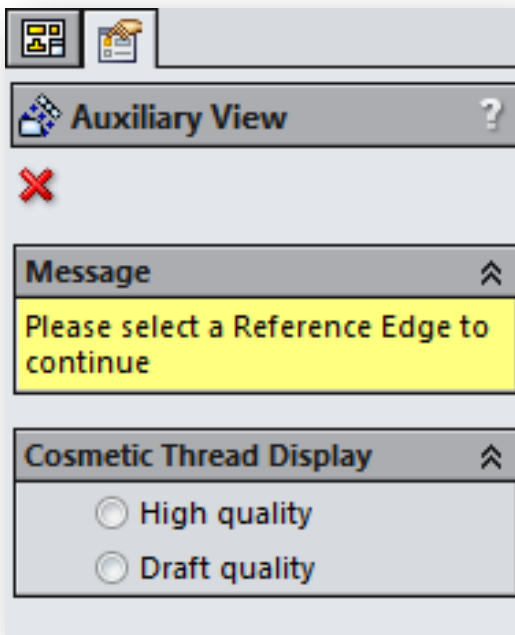 Auxiliary View ?
Message
Please select a Reference Edge to
continue
Cosmetic Thread Display
High quality
Draft quality